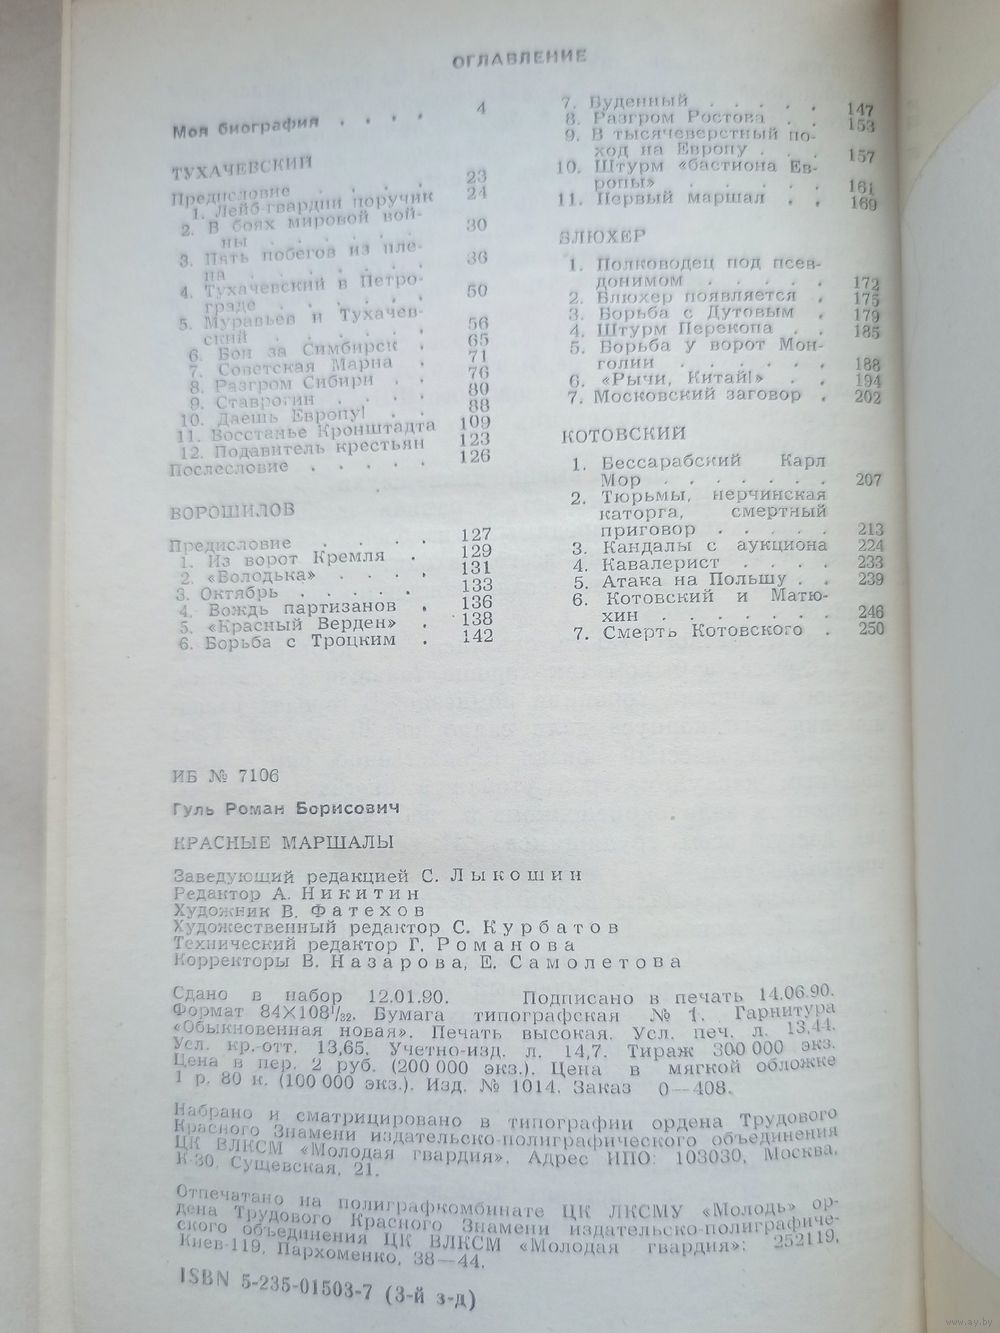 ОГЛАВЛЕНИЕ
Моя биография . . . . 4
ТУХАЧЕВСКИЙ
Предисловие . . . . 23
1. Лейб-гвардии поручик 24
2. В боях мировой вой-
ны . . . . . . 30
3. Пять побегов из пле-
на . . . . . . 36
4. Тухачевский в Петро-
граде . . . . . 50
5. Муравьев и Тухачев-
ский . . . . . 56
6. Бои за Симбирск . 65
7. Советская Марна . 71
8. Разгром Сибири . . 76
9. Ставрогин . . . . 80
10. Даешь Европу! . . 88
11. Восстанье Кронштадта 109
12. Подавитель крестьян 123
Послесловие . . . . . 126
ВОРОШИЛОВ
Предисловие . . . . 127
1. Из ворот Кремля . 129
2. «Володька» . . . . 131
3. Октябрь . . . . . 133
4. Вождь партизанов . 136
5. «Красный Верден» . 138
6. Борьба с Троцким . 142
7. Буденный . . . . . 147
8. Разгром Ростова . . 153
9. В тысячеверстный по-
ход на Европу . . . 157
10. Штурм «бастиона Ев-
ропы» . . . . . 161
11. Первый маршал . . 169
БЛЮХЕР
1. Полководец под псев-
донимом . . . . . 172
2. Блюхер появляется . 175
3. Борьба с Дутовым . 179
4. Штурм Перекопа . . 185
5. Борьба у ворот Мон-
голии . . . . . . 188
6. «Рычи, Китай!» . . 194
7. Московский заговор . 202
КОТОВСКИЙ
1. Бессарабский Карл
Мор . . . . . . . 207
2. Тюрьмы, нерчинская
каторга, смертный
приговор . . . . . 213
3. Кандалы с аукциона 224
4. Кавалерист . . . . 233
5. Атака на Польшу . . 239
6. Котовский и Матю-
хин . . . . . . . 246
7. Смерть Котовского . 250
ИБ № 7106
Гуль Роман Борисович
КРАСНЫЕ МАРШАЛЫ
Заведующий редакцией С. Лыкошин
Редактор А. Никитин
Художник В. Фатехов
Художественный редактор С. Курбатов
Технический редактор Г. Романова
Корректоры В. Назарова, Е. Самолетова
Сдано в набор 12.01.90. Подписано в печать 14.06.90.
Формат 84×108¹/₃₂. Бумага типографская № 1. Гарнитура
«Обыкновенная новая». Печать высокая. Усл. печ. л. 13,44.
Усл. кр.-отт. 13,65. Учетно-изд. л. 14,7. Тираж 300 000 экз.
Цена в пер. 2 руб. (200 000 экз.). Цена в мягкой обложке
1 р. 80 к. (100 000 экз.). Изд. № 1014. Заказ 0—408.
Набрано и сматрицировано в типографии ордена Трудового
Красного Знамени издательско-полиграфического объединения
ЦК ВЛКСМ «Молодая гвардия». Адрес ИПО: 103030, Москва,
К-30, Сущевская, 21.
Отпечатано на полиграфкомбинате ЦК ЛКСМУ «Молодь» ор-
дена Трудового Красного Знамени издательско-полиграфиче-
ского объединения ЦК ВЛКСМ «Молодая гвардия»: 252119,
Киев-119, Пархоменко, 38—44.
ISBN 5-235-01503-7 (3-й з-д)
www.ay.by